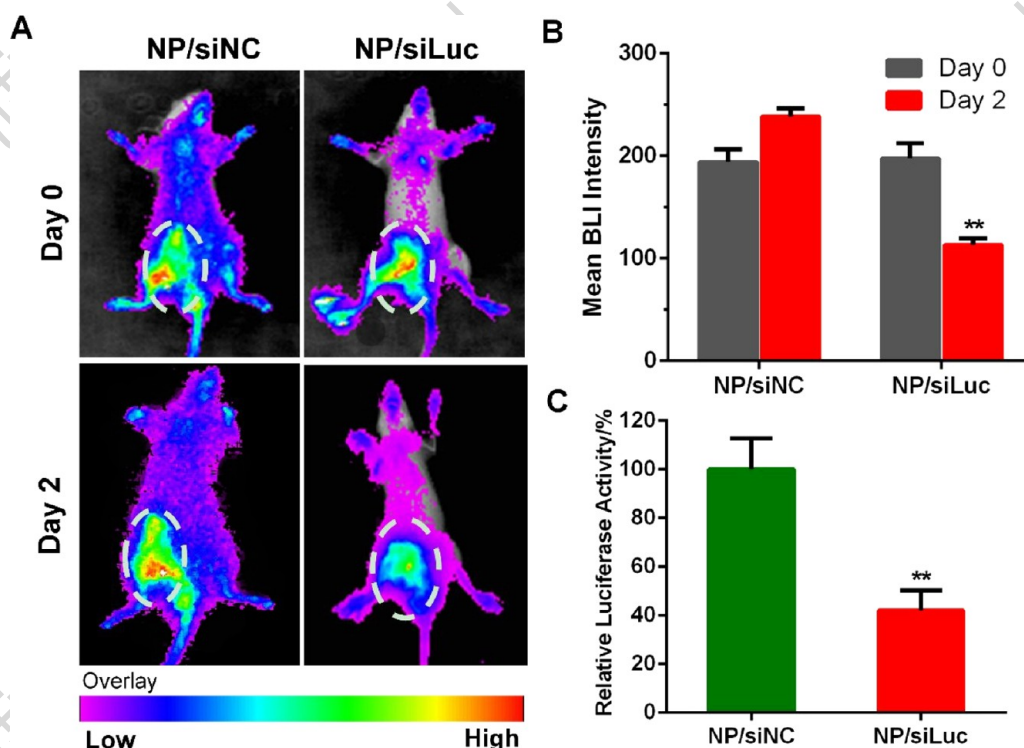 A
NP/siNC
NP/siLuc
Day 0
Day 2
Overlay
Low
High
B
300
200
100
0
Mean BLI Intensity
Day 0
Day 2
**
NP/siNC
NP/siLuc
C
120
100
80
60
40
20
0
Relative Luciferase Activity/%
**
NP/siNC
NP/siLuc